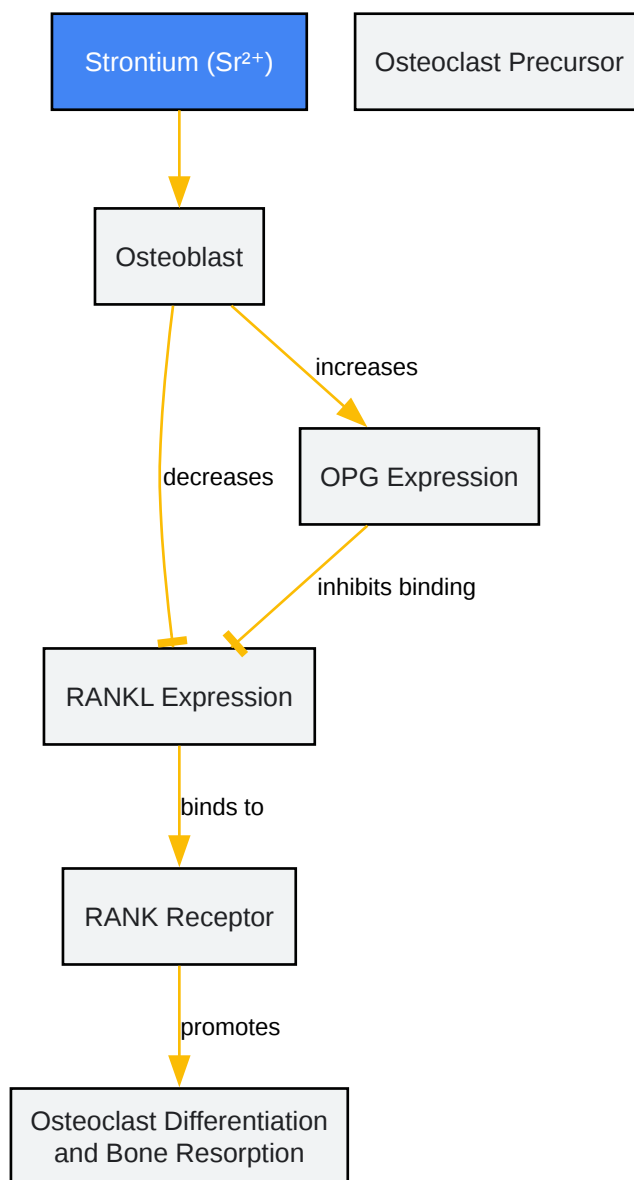 Strontium (Sr²⁺)
Osteoclast Precursor
Osteoblast
increases
decreases
OPG Expression
inhibits binding
RANKL Expression
binds to
RANK Receptor
promotes
Osteoclast Differentiation
and Bone Resorption